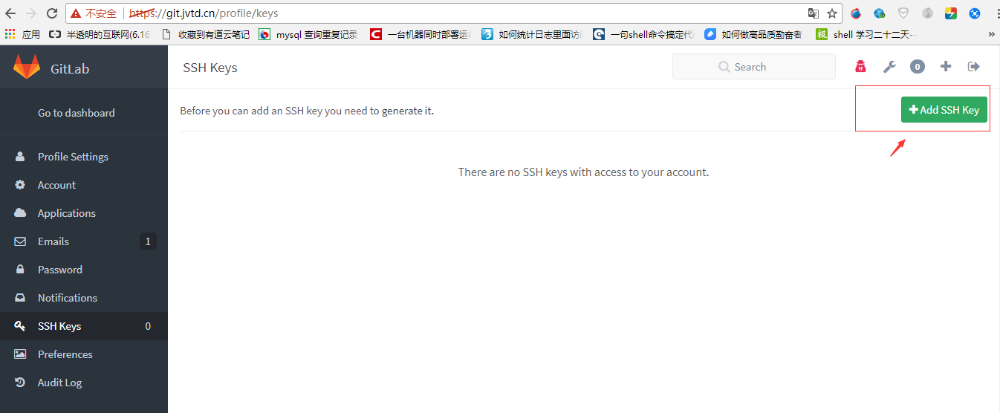 不安全 https://git.jvtd.cn/profile/keys
应用 半透明的互联网(6.16 收藏到有道云笔记 mysql 查询重复记录 一台机器同时部署运行 如何统计日志里面访问 一句shell命令搞定代 如何做高品质勤奋者 极 shell 学习二十二天-- »
GitLab
SSH Keys
Search
0
Go to dashboard
Before you can add an SSH key you need to generate it.
Add SSH Key
Profile Settings
There are no SSH keys with access to your account.
Account
Applications
Emails 1
Password
Notifications
SSH Keys 0
Preferences
Audit Log